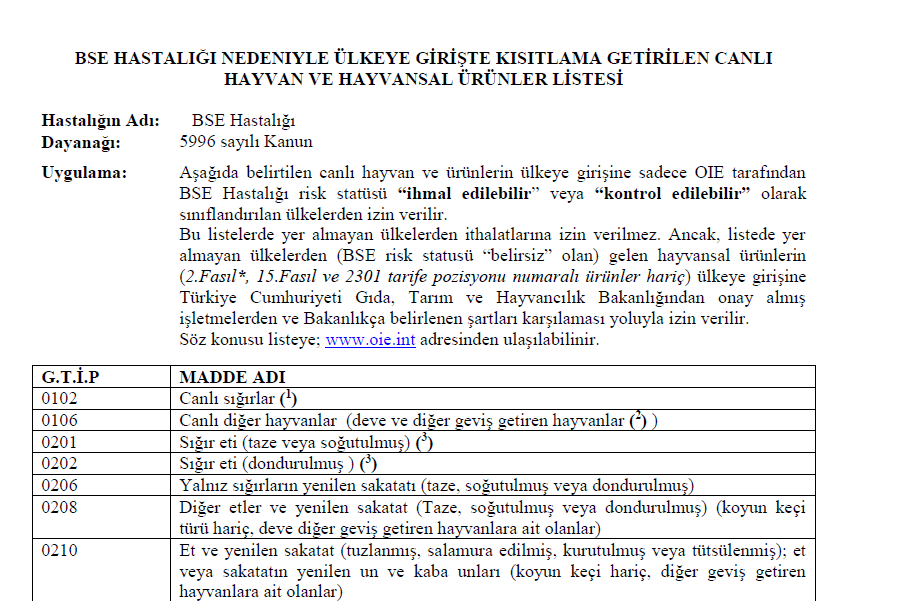 BSE HASTALIĞI NEDENIYLE ÜLKEYE GİRİŞTE KISITLAMA GETİRİLEN CANLI
HAYVAN VE HAYVANSAL ÜRÜNLER LİSTESİ
Hastalığın Adı: BSE Hastalığı
Dayanağı: 5996 sayılı Kanun
Uygulama: Aşağıda belirtilen canlı hayvan ve ürünlerin ülkeye girişine sadece OIE tarafından
BSE Hastalığı risk statüsü “ihmal edilebilir” veya “kontrol edilebilir” olarak
sınıflandırılan ülkelerden izin verilir.
Bu listelerde yer almayan ülkelerden ithalatlarına izin verilmez. Ancak, listede yer
almayan ülkelerden (BSE risk statusü “belirsiz” olan) gelen hayvansal ürünlerin
(2.Fasıl*, 15.Fasıl ve 2301 tarife pozisyonu numaralı ürünler hariç) ülkeye girişine
Türkiye Cumhuriyeti Gıda, Tarım ve Hayvancılık Bakanlığından onay almış
işletmelerden ve Bakanlıkça belirlenen şartları karşılaması yoluyla izin verilir.
Söz konusu listeye; www.oie.int adresinden ulaşılabilinir.
G.T.İ.P MADDE ADI
0102 Canlı sığırlar (1)
0106 Canlı diğer hayvanlar (deve ve diğer geviş getiren hayvanlar (2) )
0201 Sığır eti (taze veya soğutulmuş) (3)
0202 Sığır eti (dondurulmuş ) (3)
0206 Yalnız sığırların yenilen sakatatı (taze, soğutulmuş veya dondurulmuş)
0208 Diğer etler ve yenilen sakatat (Taze, soğutulmuş veya dondurulmuş) (koyun keçi
türü hariç, deve diğer geviş getiren hayvanlara ait olanlar)
0210 Et ve yenilen sakatat (tuzlanmış, salamura edilmiş, kurutulmuş veya tütsülenmiş); et
veya sakatatın yenilen un ve kaba unları (koyun keçi hariç, diğer geviş getiren
hayvanlara ait olanlar)